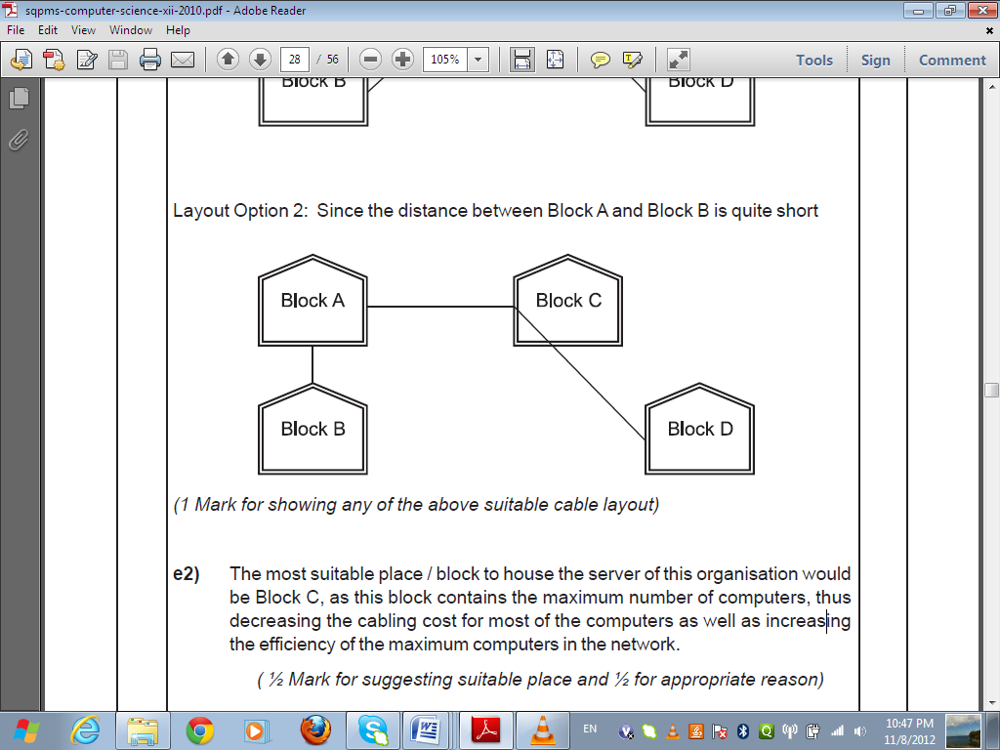 sqpms-computer-science-xii-2010.pdf - Adobe Reader
File Edit View Window Help
28 / 56 105% Tools Sign Comment
Block B Block D
Layout Option 2: Since the distance between Block A and Block B is quite short
Block A Block C
Block B Block D
(1 Mark for showing any of the above suitable cable layout)
e2) The most suitable place / block to house the server of this organisation would
be Block C, as this block contains the maximum number of computers, thus
decreasing the cabling cost for most of the computers as well as increasing
the efficiency of the maximum computers in the network.
( ½ Mark for suggesting suitable place and ½ for appropriate reason)
EN 10:47 PM
11/8/2012